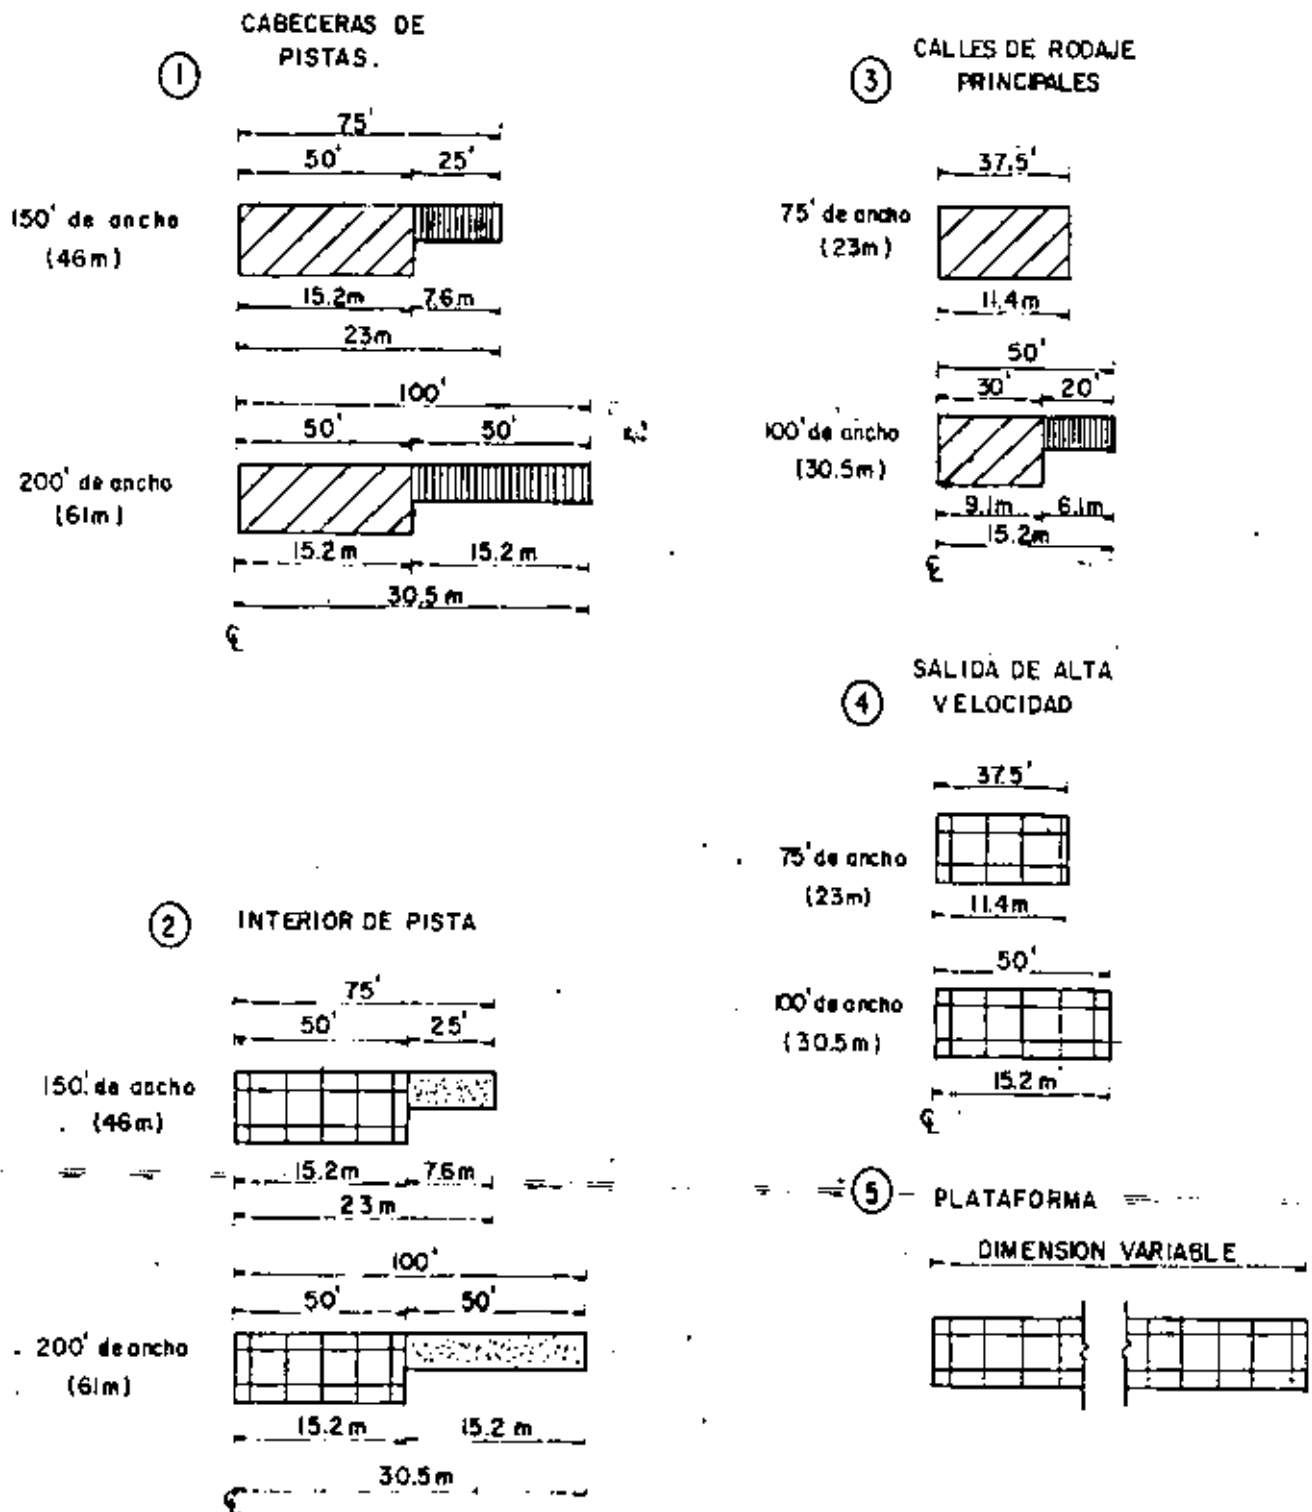 1
CABECERAS DE
PISTAS.
75'
50' 25'
150' de ancho
(46m)
15.2m 7.6m
23m
100'
50' 50'
200' de ancho
(61m)
15.2m 15.2m
30.5 m
℄
2
INTERIOR DE PISTA
75'
50' 25'
150' de ancho
(46m)
15.2m 7.6m
23m
100'
50' 50'
200' de ancho
(61m)
15.2m 15.2m
30.5m
℄
3
CALLES DE RODAJE
PRINCIPALES
37.5'
75' de ancho
(23m)
11.4m
50'
30' 20'
100' de ancho
(30.5m)
9.1m 6.1m
15.2m
℄
4
SALIDA DE ALTA
VELOCIDAD
37.5'
75' de ancho
(23m)
11.4m
50'
100' de ancho
(30.5m)
15.2m
℄
5
PLATAFORMA
DIMENSION VARIABLE